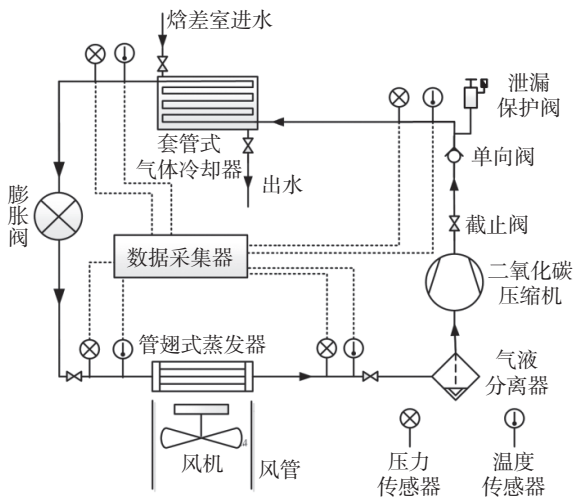 焓差室进水
泄漏
保护阀
套管式
气体冷却器
单向阀
出水
膨
胀
阀
截止阀
数据采集器
二氧化碳
压缩机
管翅式蒸发器
气液
分离器
风机
风管
压力
传感器
温度
传感器